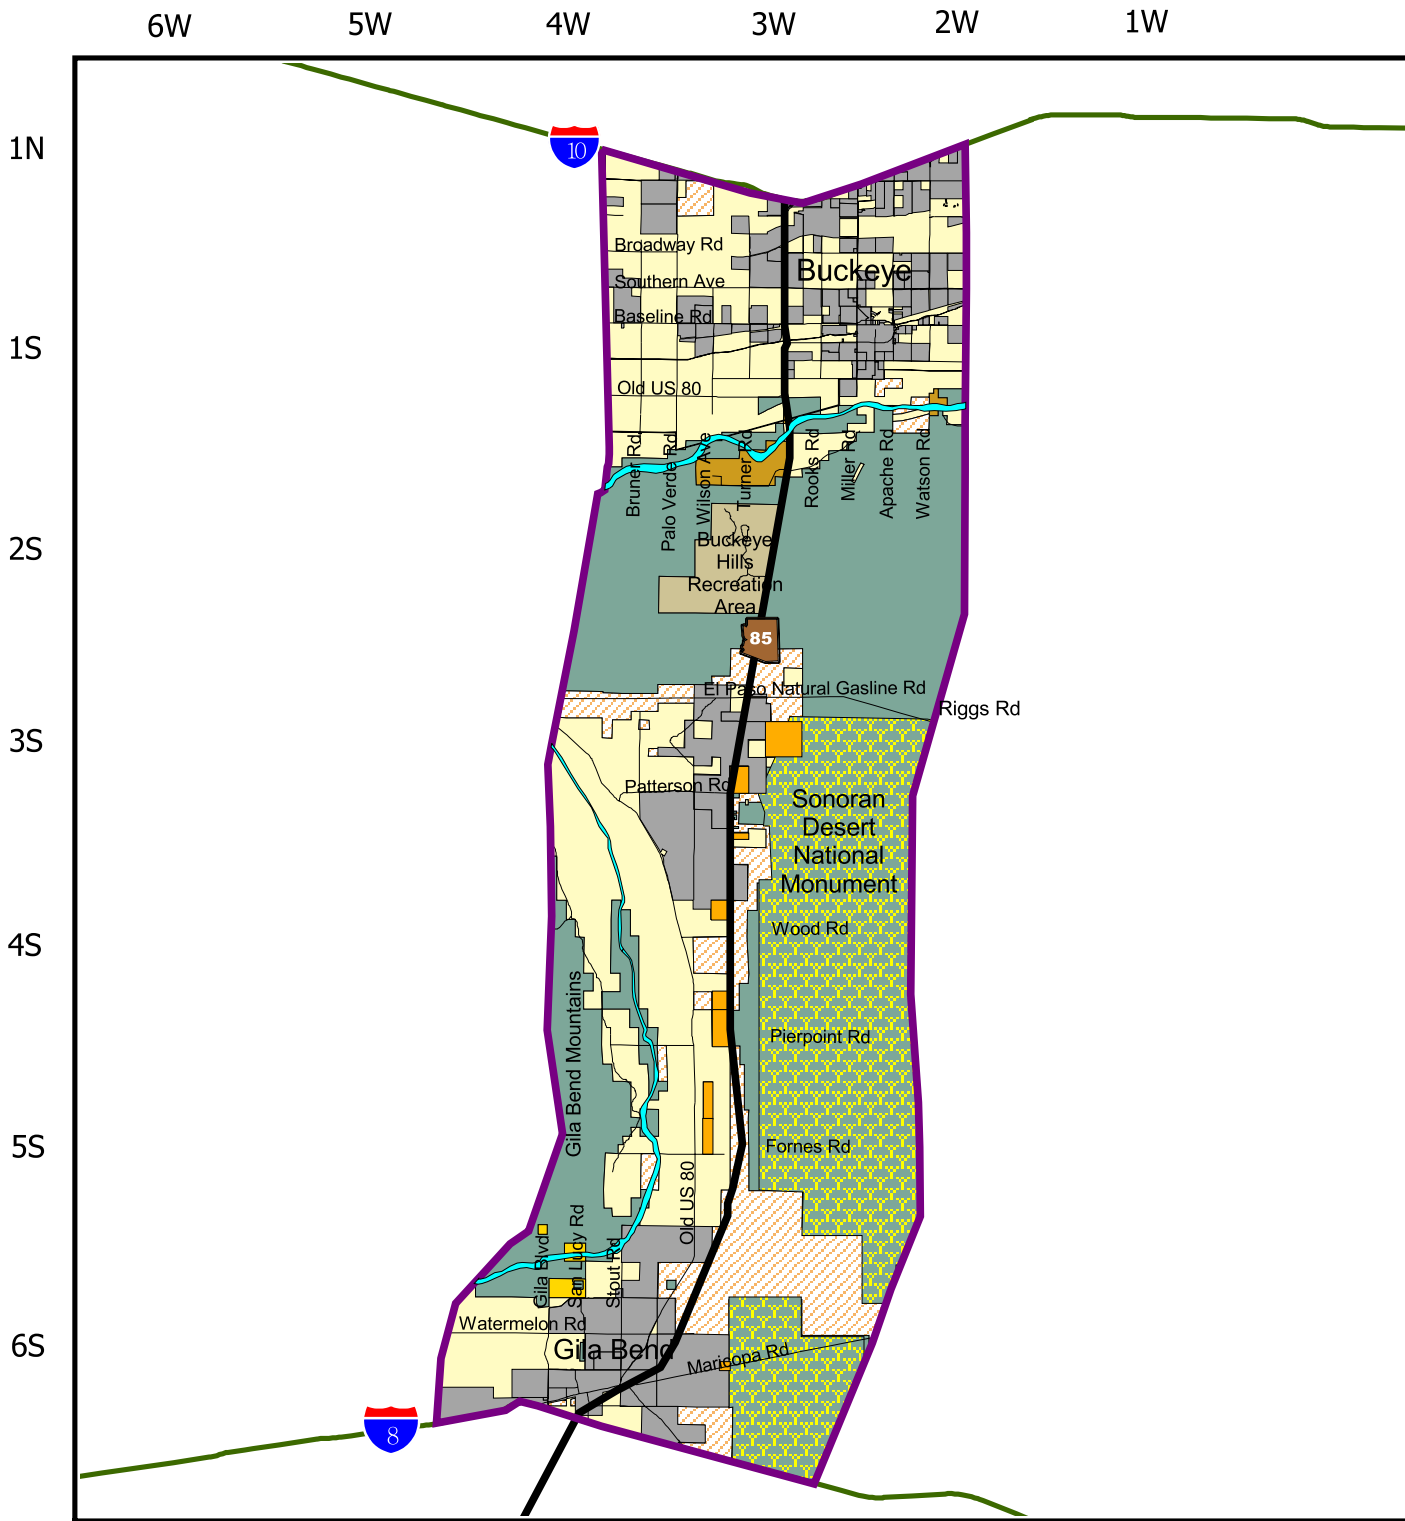 6W 5W 4W 3W 2W 1W
1N
10
Broadway Rd
Buckeye
Southern Ave
Baseline Rd
1S
Old US 80
Bruner Rd
Palo Verde Rd
Wilson Ave
Turner Rd
Rooks Rd
Miller Rd
Apache Rd
Watson Rd
2S
Buckeye
Hills
Recreation
Area
85
El Paso Natural Gasline Rd
Riggs Rd
3S
Patterson Rd
Sonoran
Desert
National
Monument
Wood Rd
4S
Gila Bend Mountains
Pierpoint Rd
5S
Fornes Rd
Old US 80
Gila Blvd
San Lucy Rd
Stout Rd
Watermelon Rd
6S
Gila Bend
Maricopa Rd
8